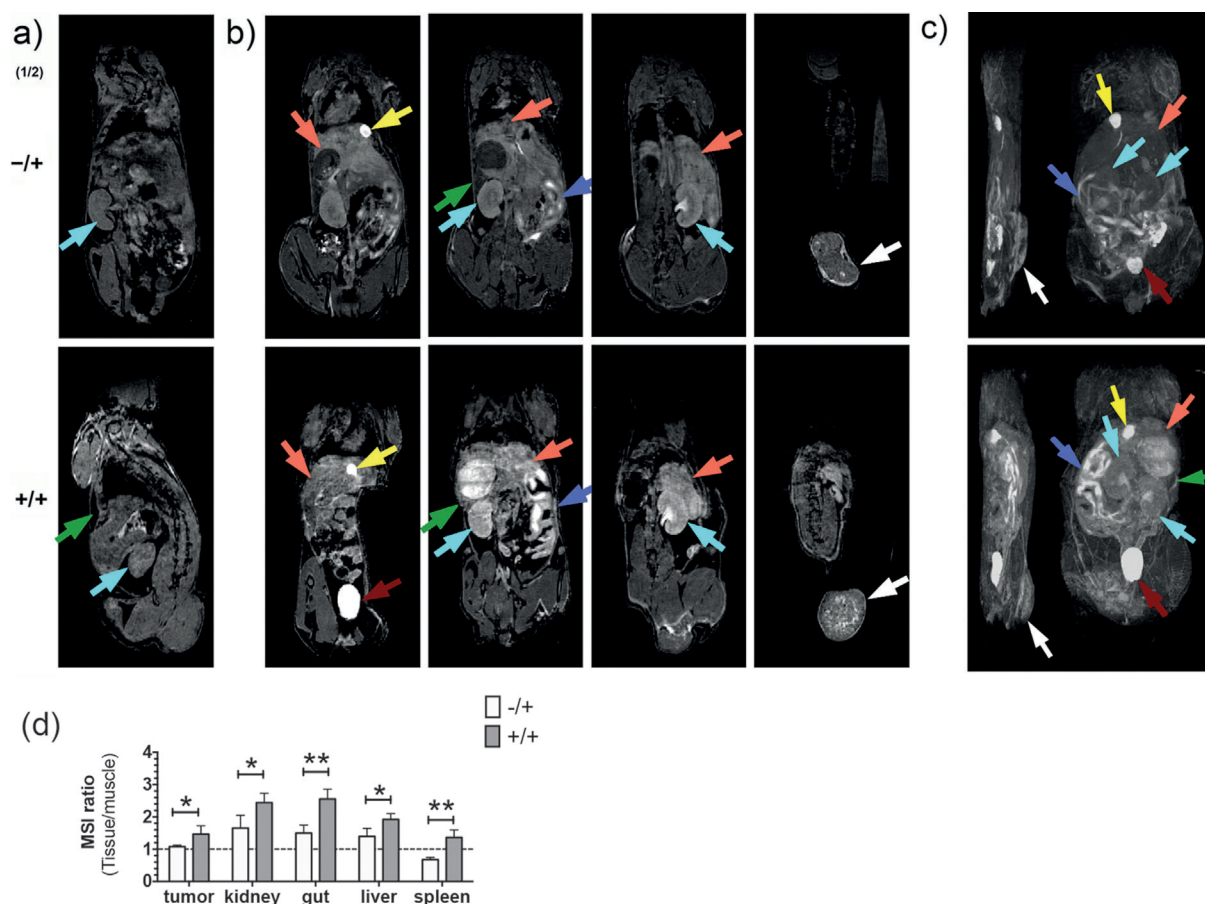 a)
b)
c)
(1/2)
−/+
+/+
(d)
-/+
+/+
MSI ratio
(Tissue/muscle)
4
3
2
1
0
*
*
**
*
**
tumor kidney gut liver spleen